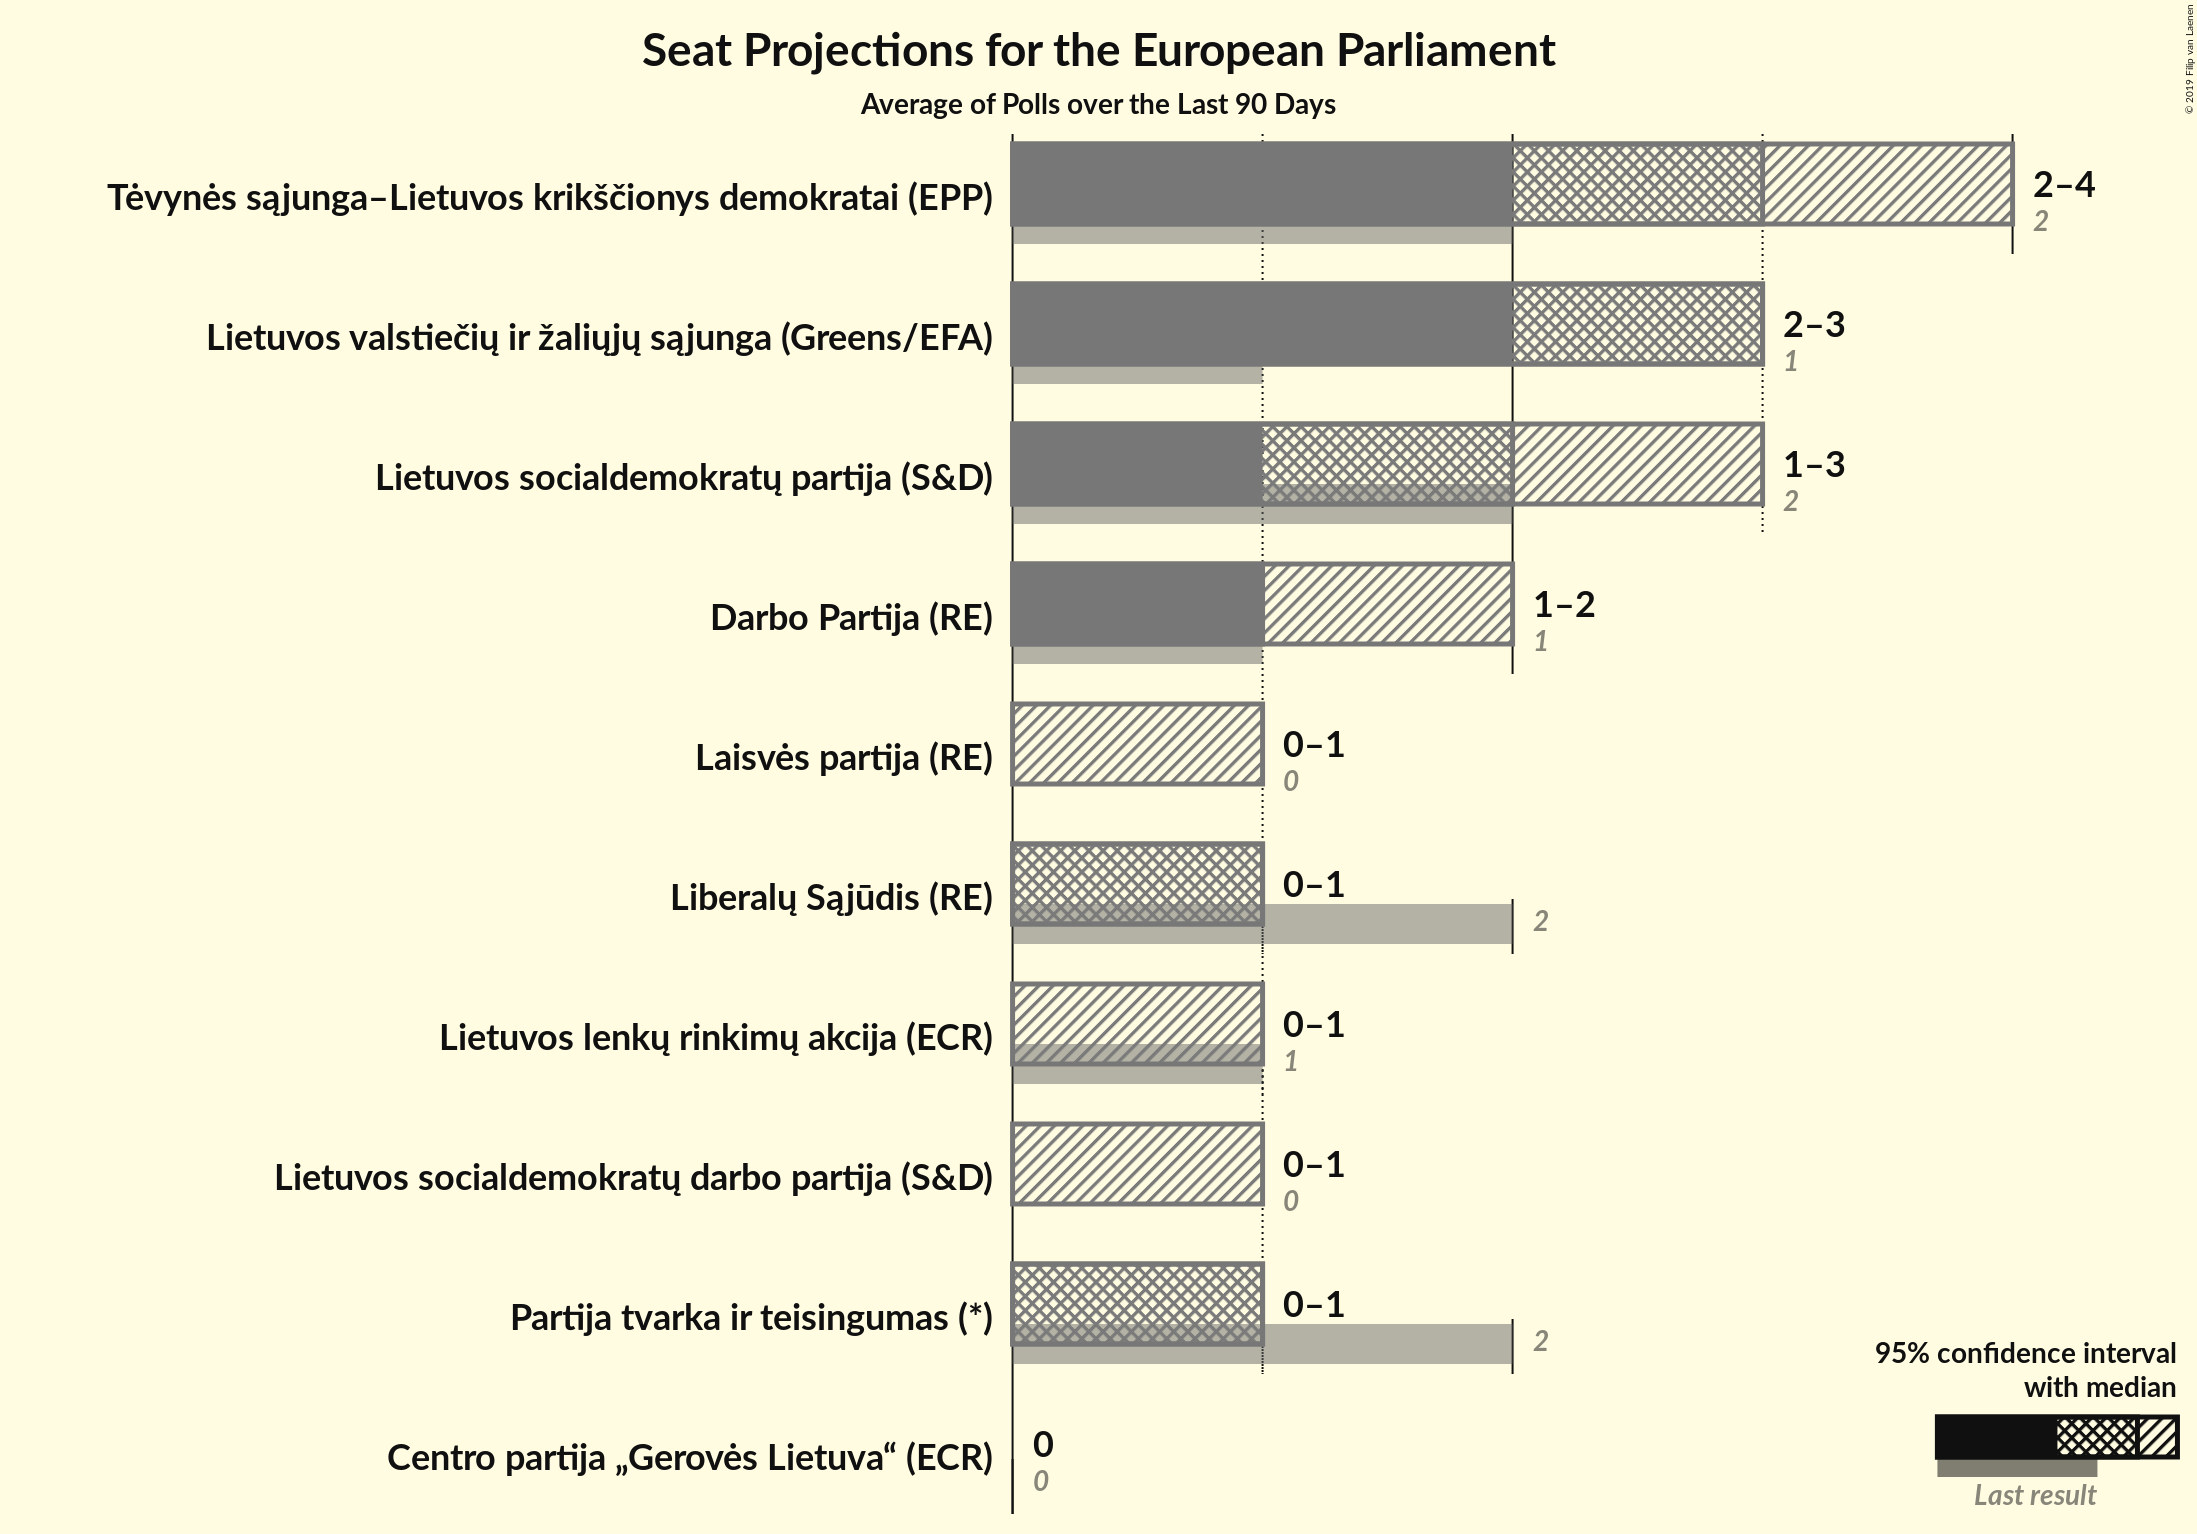 Seat Projections for the European Parliament
Average of Polls over the Last 90 Days
© 2019 Filip van Laenen
Tėvynės sąjunga–Lietuvos krikščionys demokratai (EPP)
2–4
2
Lietuvos valstiečių ir žaliųjų sąjunga (Greens/EFA)
2–3
1
Lietuvos socialdemokratų partija (S&D)
1–3
2
Darbo Partija (RE)
1–2
1
Laisvės partija (RE)
0–1
0
Liberalų Sąjūdis (RE)
0–1
2
Lietuvos lenkų rinkimų akcija (ECR)
0–1
1
Lietuvos socialdemokratų darbo partija (S&D)
0–1
0
Partija tvarka ir teisingumas (*)
0–1
2
Centro partija „Gerovės Lietuva“ (ECR)
0
0
95% confidence interval
with median
Last result